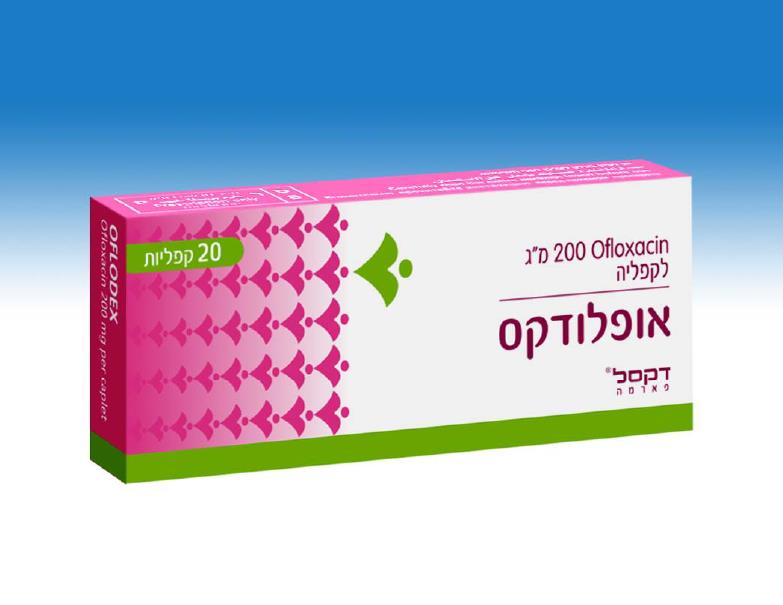 Ofloxacin 200 מ"ג
לקפליה
אופלודקס
דקסל®
פארמה
20 קפליות
OFLODEX
Ofloxacin 200 mg per caplet